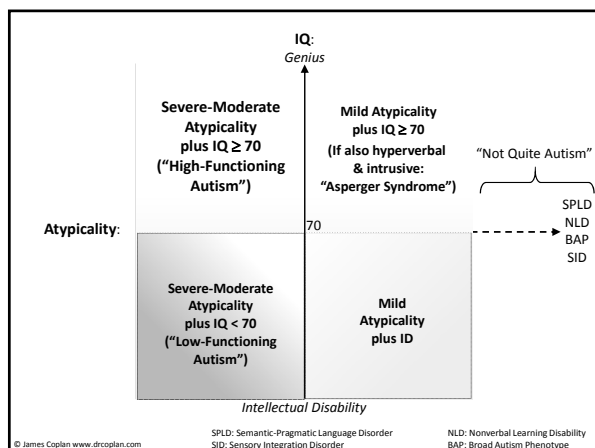 IQ:
Genius
Severe-Moderate
Atypicality
plus IQ ≥ 70
("High-Functioning
Autism")
Mild Atypicality
plus IQ ≥ 70
(If also hyperverbal
& intrusive:
"Asperger Syndrome")
"Not Quite Autism"
SPLD
NLD
BAP
SID
Atypicality:
70
Severe-Moderate
Atypicality
plus IQ < 70
("Low-Functioning
Autism")
Mild
Atypicality
plus ID
Intellectual Disability
© James Coplan www.drcoplan.com
SPLD: Semantic-Pragmatic Language Disorder
SID: Sensory Integration Disorder
NLD: Nonverbal Learning Disability
BAP: Broad Autism Phenotype